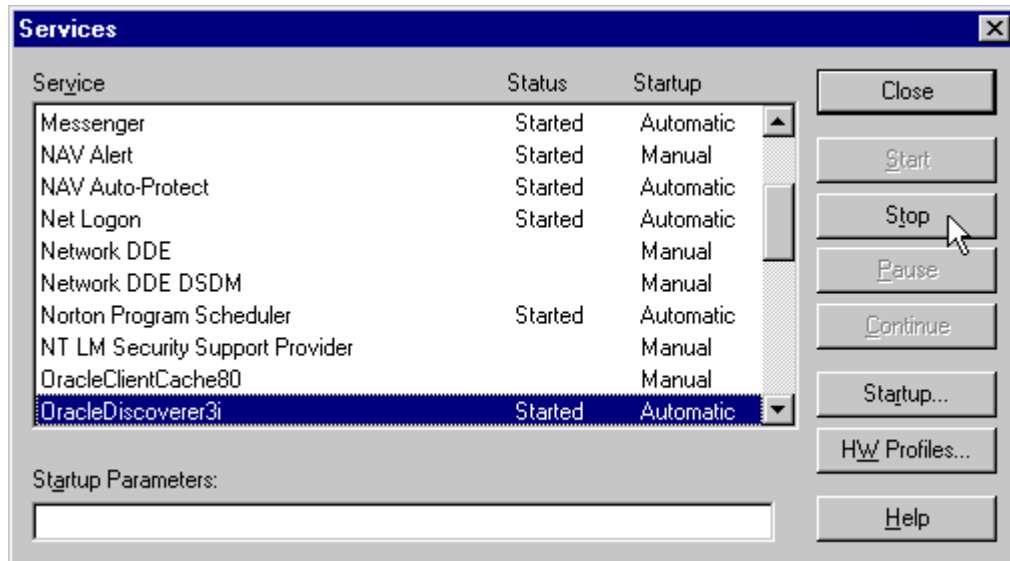 Services
Service Status Startup
Messenger Started Automatic
NAV Alert Started Manual
NAV Auto-Protect Started Automatic
Net Logon Started Automatic
Network DDE Manual
Network DDE DSDM Manual
Norton Program Scheduler Started Automatic
NT LM Security Support Provider Manual
OracleClientCache80 Manual
OracleDiscoverer3i Started Automatic
Startup Parameters:
Close
Start
Stop
Pause
Continue
Startup...
HW Profiles...
Help